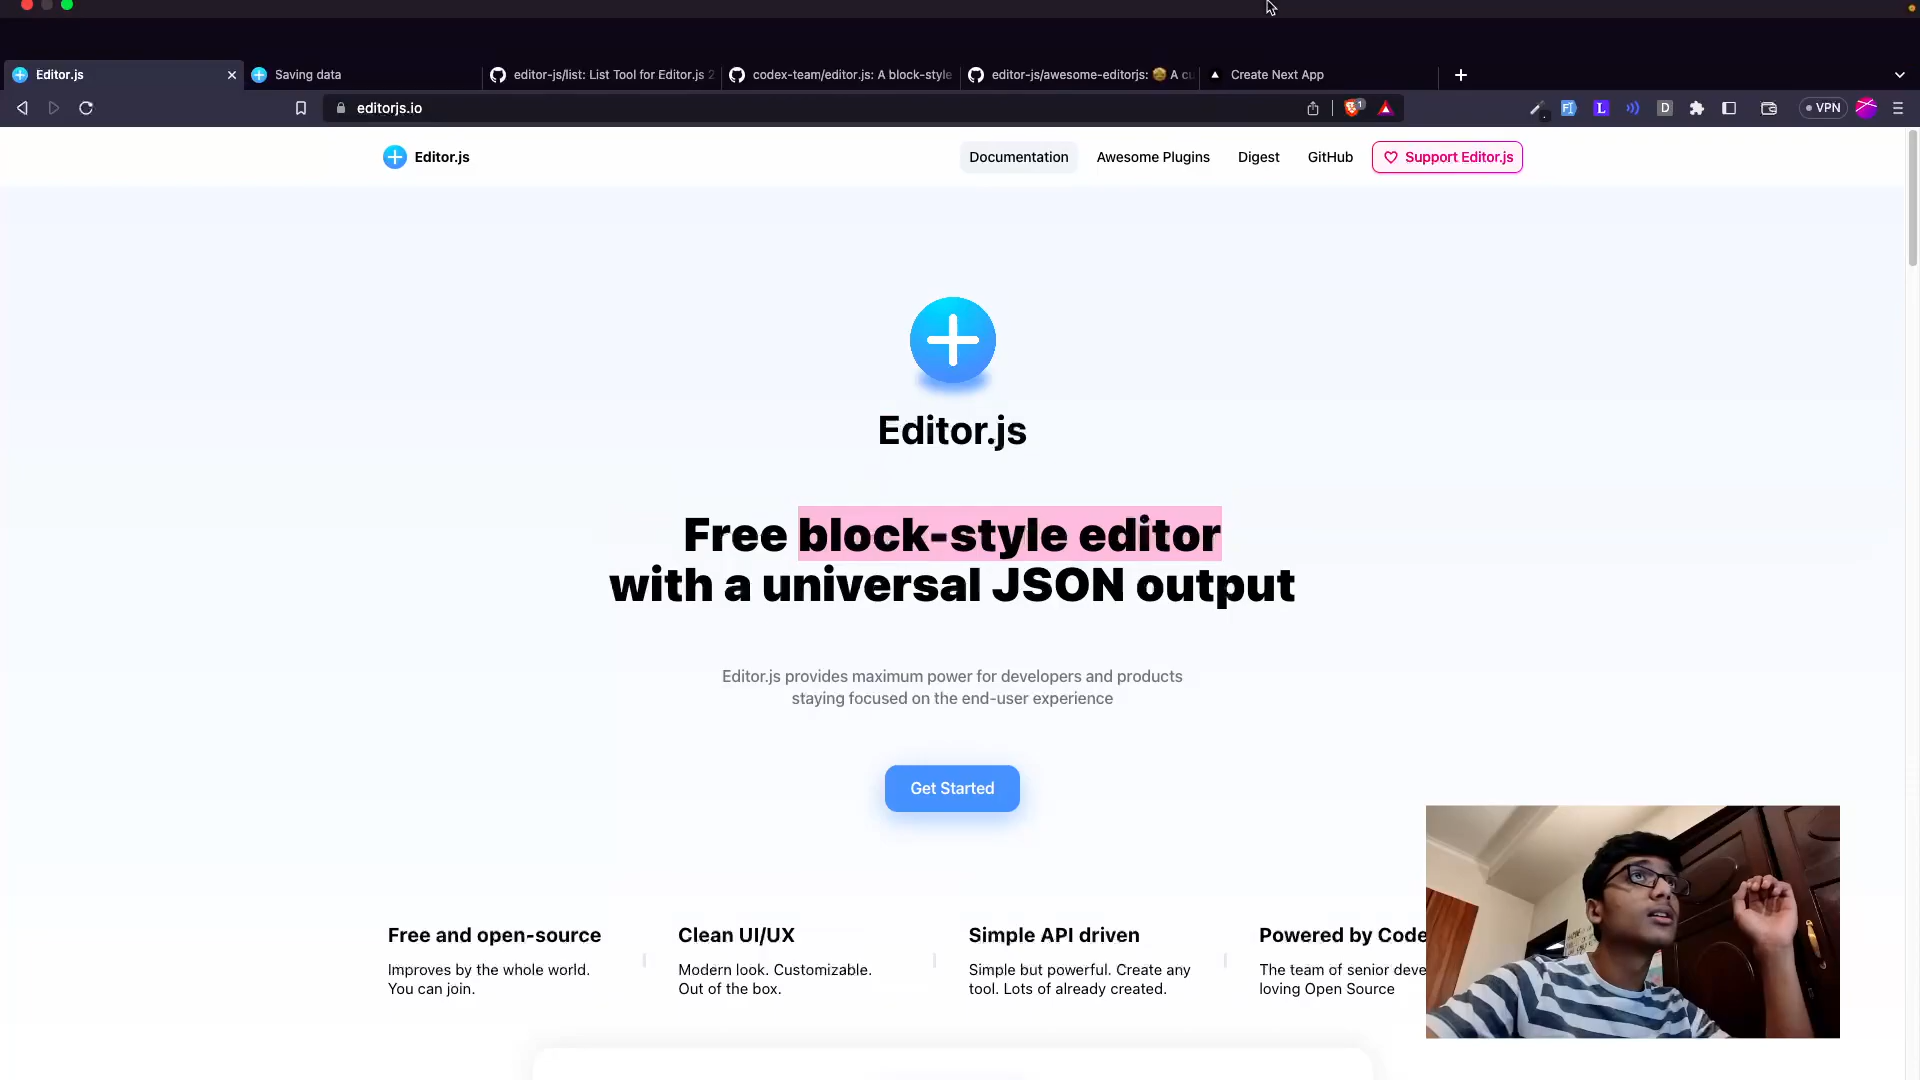 Editor.js
Saving data
editor-js/list: List Tool for Editor.js 2
codex-team/editor.js: A block-style
editor-js/awesome-editorjs: 🤩 A cu
Create Next App
editorjs.io
1
VPN
Editor.js
Documentation
Awesome Plugins
Digest
GitHub
Support Editor.js
Editor.js
Free block-style editor
with a universal JSON output
Editor.js provides maximum power for developers and products
staying focused on the end-user experience
Get Started
Free and open-source
Improves by the whole world.
You can join.
Clean UI/UX
Modern look. Customizable.
Out of the box.
Simple API driven
Simple but powerful. Create any
tool. Lots of already created.
Powered by Code
The team of senior deve
loving Open Source